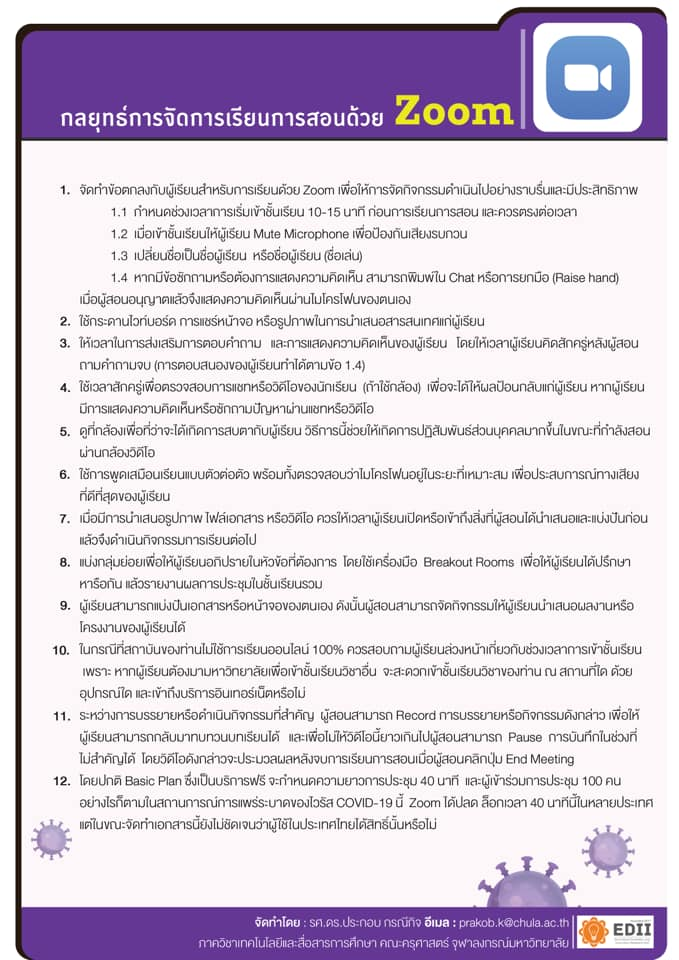 กลยุทธ์การจัดการเรียนการสอนด้วย Zoom
1. จัดทำข้อตกลงกับผู้เรียนสำหรับการเรียนด้วย Zoom เพื่อให้การจัดกิจกรรมดำเนินไปอย่างราบรื่นและมีประสิทธิภาพ
1.1 กำหนดช่วงเวลาการเริ่มเข้าชั้นเรียน 10-15 นาที ก่อนการเรียนการสอน และควรตรงต่อเวลา
1.2 เมื่อเข้าชั้นเรียนให้ผู้เรียน Mute Microphone เพื่อป้องกันเสียงรบกวน
1.3 เปลี่ยนชื่อเป็นชื่อผู้เรียน หรือชื่อผู้เรียน (ชื่อเล่น)
1.4 หากมีข้อซักถามหรือต้องการแสดงความคิดเห็น สามารถพิมพ์ใน Chat หรือการยกมือ (Raise hand)
เมื่อผู้สอนอนุญาตแล้วจึงแสดงความคิดเห็นผ่านไมโครโฟนของตนเอง
2. ใช้กระดานไวท์บอร์ด การแชร์หน้าจอ หรือรูปภาพในการนำเสนอสารสนเทศแก่ผู้เรียน
3. ให้เวลาในการส่งเสริมการตอบคำถาม และการแสดงความคิดเห็นของผู้เรียน โดยให้เวลาผู้เรียนคิดสักครู่หลังผู้สอน
ถามคำถามจบ (การตอบสนองของผู้เรียนทำได้ตามข้อ 1.4)
4. ใช้เวลาสักครู่เพื่อตรวจสอบการแชทหรือวิดีโอของนักเรียน (ถ้าใช้กล้อง) เพื่อจะได้ให้ผลป้อนกลับแก่ผู้เรียน หากผู้เรียน
มีการแสดงความคิดเห็นหรือซักถามปัญหาผ่านแชทหรือวิดีโอ
5. ดูที่กล้องเพื่อที่ว่าจะได้เกิดการสบตากับผู้เรียน วิธีการนี้ช่วยให้เกิดการปฏิสัมพันธ์ส่วนบุคคลมากขึ้นในขณะที่กำลังสอน
ผ่านกล้องวิดีโอ
6. ใช้การพูดเสมือนเรียนแบบตัวต่อตัว พร้อมทั้งตรวจสอบว่าไมโครโฟนอยู่ในระยะที่เหมาะสม เพื่อประสบการณ์ทางเสียง
ที่ดีที่สุดของผู้เรียน
7. เมื่อมีการนำเสนอรูปภาพ ไฟล์เอกสาร หรือวิดีโอ ควรให้เวลาผู้เรียนเปิดหรือเข้าถึงสิ่งที่ผู้สอนได้นำเสนอและแบ่งปันก่อน
แล้วจึงดำเนินกิจกรรมการเรียนต่อไป
8. แบ่งกลุ่มย่อยเพื่อให้ผู้เรียนอภิปรายในหัวข้อที่ต้องการ โดยใช้เครื่องมือ Breakout Rooms เพื่อให้ผู้เรียนได้ปรึกษา
หารือกัน แล้วรายงานผลการประชุมในชั้นเรียนรวม
9. ผู้เรียนสามารถแบ่งปันเอกสารหรือหน้าจอของตนเอง ดังนั้นผู้สอนสามารถจัดกิจกรรมให้ผู้เรียนนำเสนอผลงานหรือ
โครงงานของผู้เรียนได้
10. ในกรณีที่สถาบันของท่านไม่ใช้การเรียนออนไลน์ 100% ควรสอบถามผู้เรียนล่วงหน้าเกี่ยวกับช่วงเวลาการเข้าชั้นเรียน
เพราะ หากผู้เรียนต้องมามหาวิทยาลัยเพื่อเข้าชั้นเรียนวิชาอื่น จะสะดวกเข้าชั้นเรียนวิชาของท่าน ณ สถานที่ใด ด้วย
อุปกรณ์ใด และเข้าถึงบริการอินเทอร์เน็ตหรือไม่
11. ระหว่างการบรรยายหรือดำเนินกิจกรรมที่สำคัญ ผู้สอนสามารถ Record การบรรยายหรือกิจกรรมดังกล่าว เพื่อให้
ผู้เรียนสามารถกลับมาทบทวนบทเรียนได้ และเพื่อไม่ให้วิดีโอนี้ยาวเกินไปผู้สอนสามารถ Pause การบันทึกในช่วงที่
ไม่สำคัญได้ โดยวิดีโอดังกล่าวจะประมวลผลหลังจบการเรียนการสอนเมื่อผู้สอนคลิกปุ่ม End Meeting
12. โดยปกติ Basic Plan ซึ่งเป็นบริการฟรี จะกำหนดความยาวการประชุม 40 นาที และผู้เข้าร่วมการประชุม 100 คน
อย่างไรก็ตามในสถานการณ์การแพร่ระบาดของไวรัส COVID-19 นี้ Zoom ได้ปลด ล็อกเวลา 40 นาทีนี้ในหลายประเทศ
แต่ในขณะจัดทำเอกสารนี้ยังไม่ชัดเจนว่าผู้ใช้ในประเทศไทยได้สิทธิ์นั้นหรือไม่
จัดทำโดย : รศ.ดร.ประกอบ กรณีกิจ อีเมล : prakob.k@chula.ac.th
ภาควิชาเทคโนโลยีและสื่อสารการศึกษา คณะครุศาสตร์ จุฬาลงกรณ์มหาวิทยาลัย
EDII